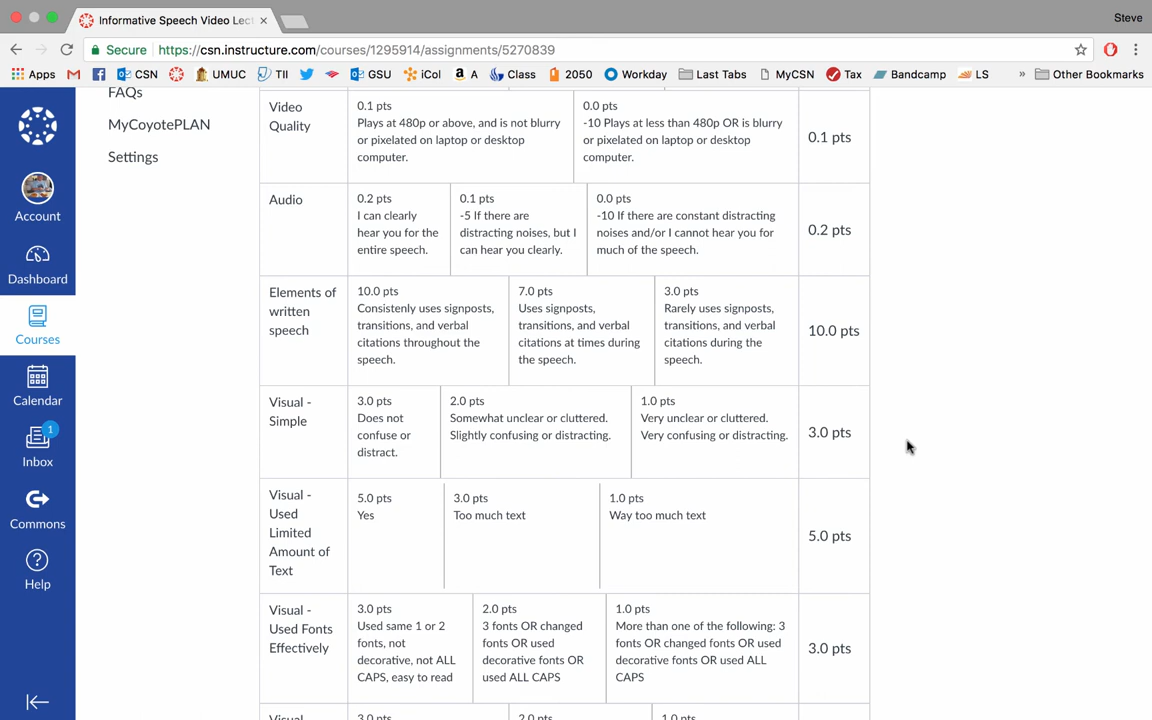 Informative Speech Video Lect
Steve
Secure
https://csn.instructure.com/courses/1295914/assignments/5270839
Apps CSN UMUC TII GSU iCol A Class 2050 Workday Last Tabs MyCSN Tax Bandcamp LS » Other Bookmarks
FAQs
MyCoyotePLAN
Settings
Account
Dashboard
Courses
Calendar
1
Inbox
Commons
Help
Video
Quality
0.1 pts
Plays at 480p or above, and is not blurry
or pixelated on laptop or desktop
computer.
0.0 pts
-10 Plays at less than 480p OR is blurry
or pixelated on laptop or desktop
computer.
0.1 pts
Audio
0.2 pts
I can clearly
hear you for the
entire speech.
0.1 pts
-5 If there are
distracting noises, but I
can hear you clearly.
0.0 pts
-10 If there are constant distracting
noises and/or I cannot hear you for
much of the speech.
0.2 pts
Elements of
written
speech
10.0 pts
Consistenly uses signposts,
transitions, and verbal
citations throughout the
speech.
7.0 pts
Uses signposts,
transitions, and verbal
citations at times during
the speech.
3.0 pts
Rarely uses signposts,
transitions, and verbal
citations during the
speech.
10.0 pts
Visual -
Simple
3.0 pts
Does not
confuse or
distract.
2.0 pts
Somewhat unclear or cluttered.
Slightly confusing or distracting.
1.0 pts
Very unclear or cluttered.
Very confusing or distracting.
3.0 pts
Visual -
Used
Limited
Amount of
Text
5.0 pts
Yes
3.0 pts
Too much text
1.0 pts
Way too much text
5.0 pts
Visual -
Used Fonts
Effectively
3.0 pts
Used same 1 or 2
fonts, not
decorative, not ALL
CAPS, easy to read
2.0 pts
3 fonts OR changed
fonts OR used
decorative fonts OR
used ALL CAPS
1.0 pts
More than one of the following: 3
fonts OR changed fonts OR used
decorative fonts OR used ALL
CAPS
3.0 pts
Visual
3.0 pts
2.0 pts
1.0 pts